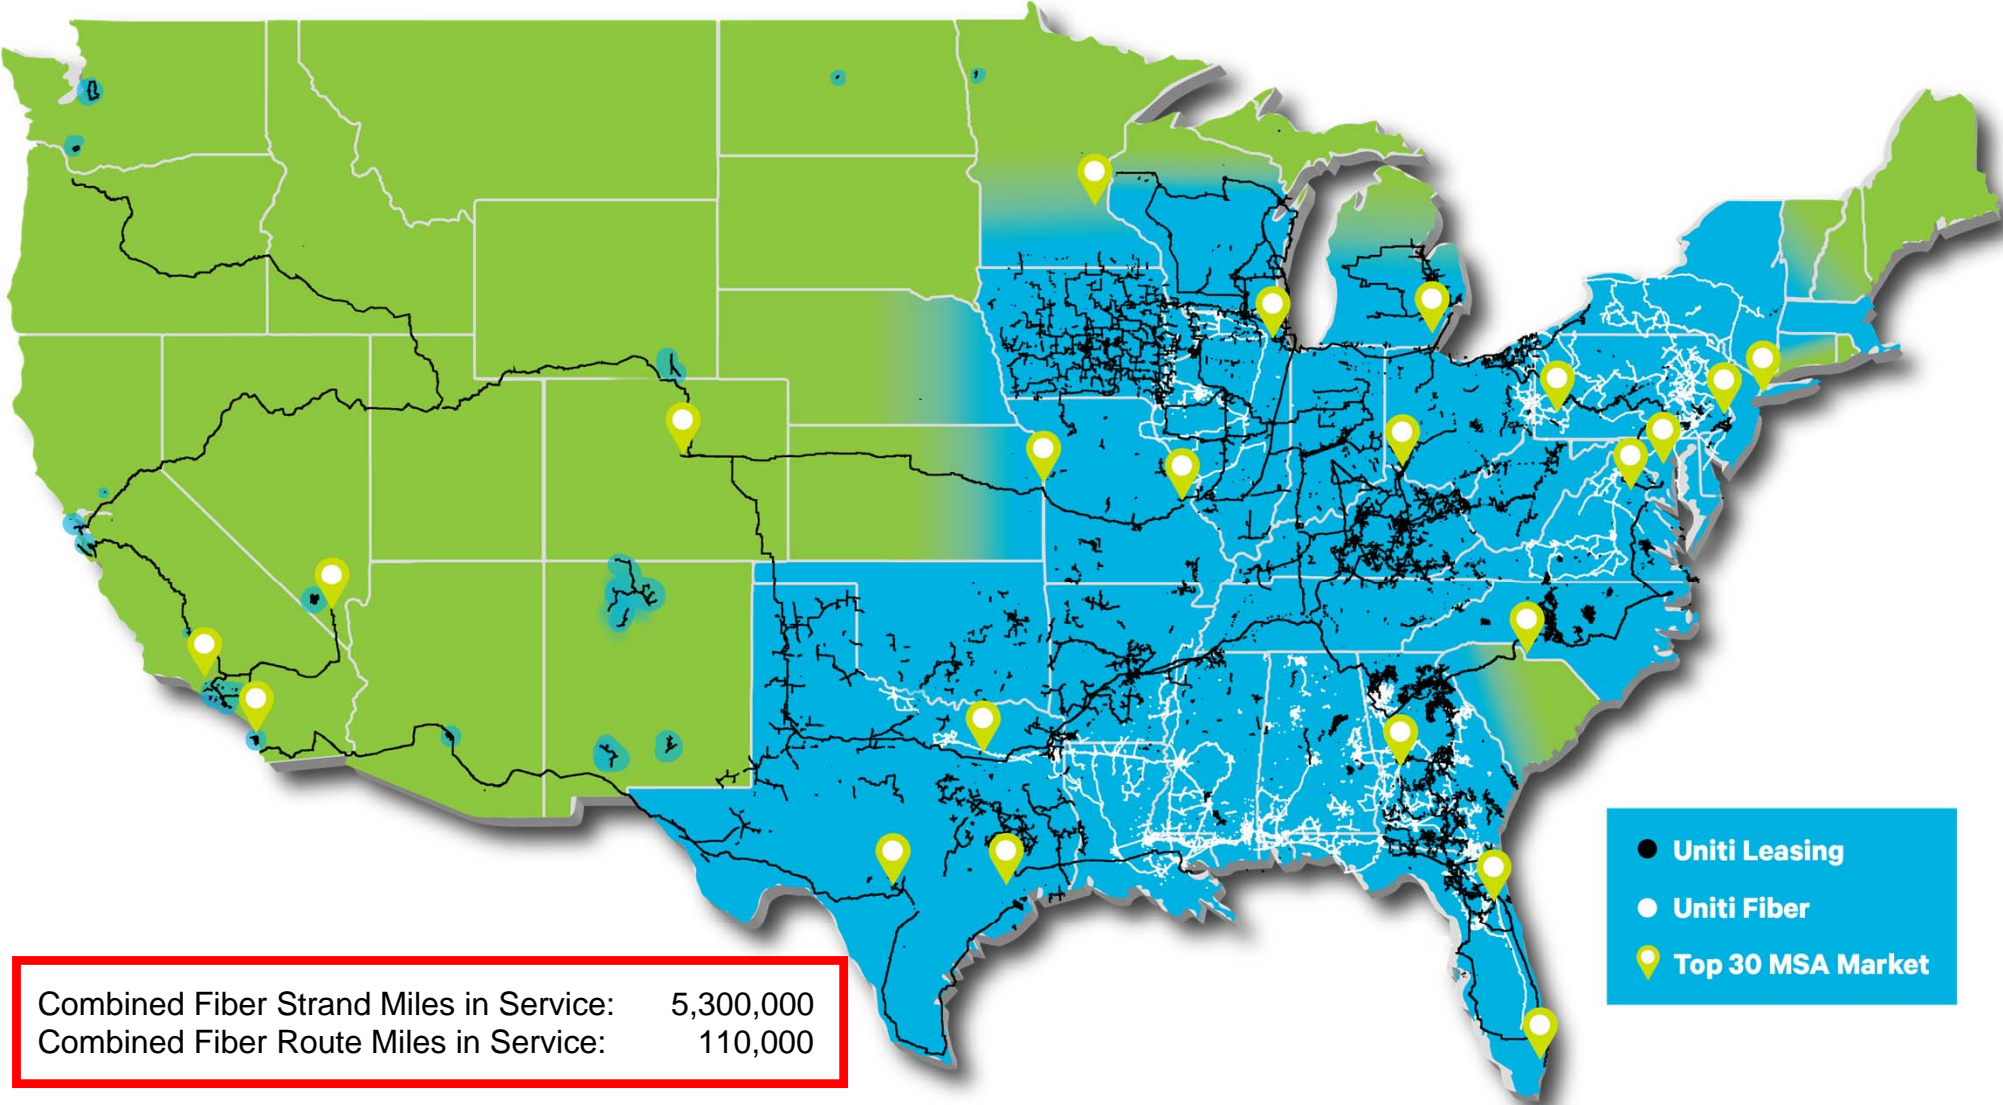 Uniti Leasing
Uniti Fiber
Top 30 MSA Market
Combined Fiber Strand Miles in Service: 5,300,000
Combined Fiber Route Miles in Service: 110,000